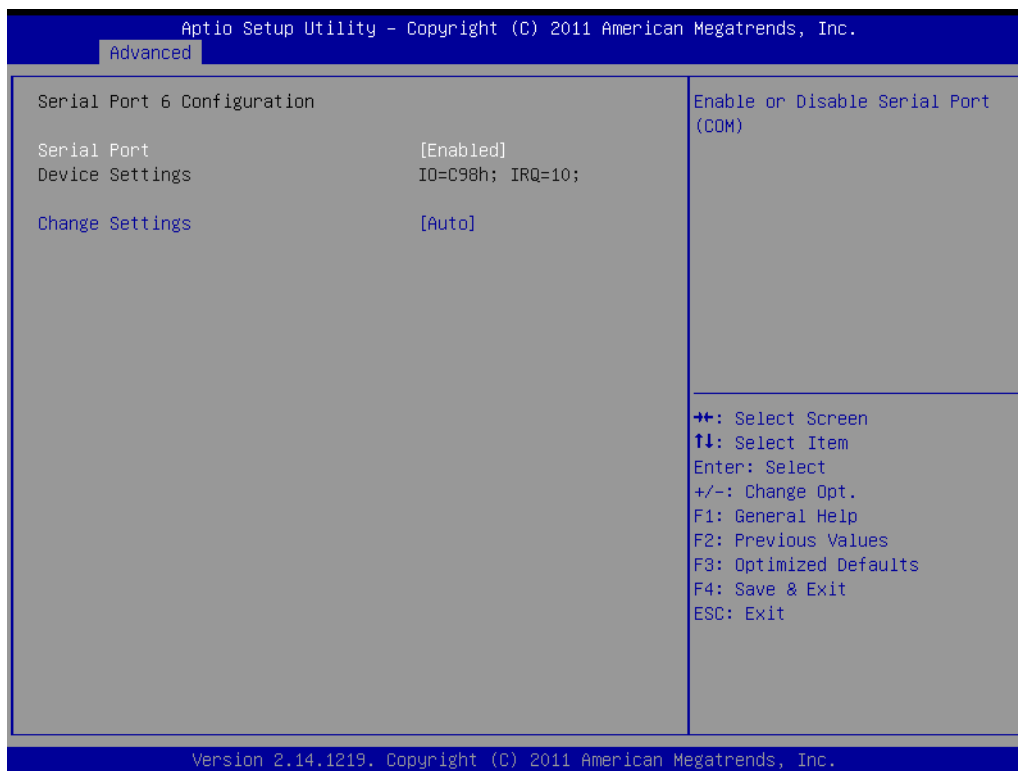 Aptio Setup Utility – Copyright (C) 2011 American Megatrends, Inc.
Advanced
Serial Port 6 Configuration
Serial Port [Enabled]
Device Settings IO=C98h; IRQ=10;
Change Settings [Auto]
Enable or Disable Serial Port
(COM)
→←: Select Screen
↑↓: Select Item
Enter: Select
+/-: Change Opt.
F1: General Help
F2: Previous Values
F3: Optimized Defaults
F4: Save & Exit
ESC: Exit
Version 2.14.1219. Copyright (C) 2011 American Megatrends, Inc.